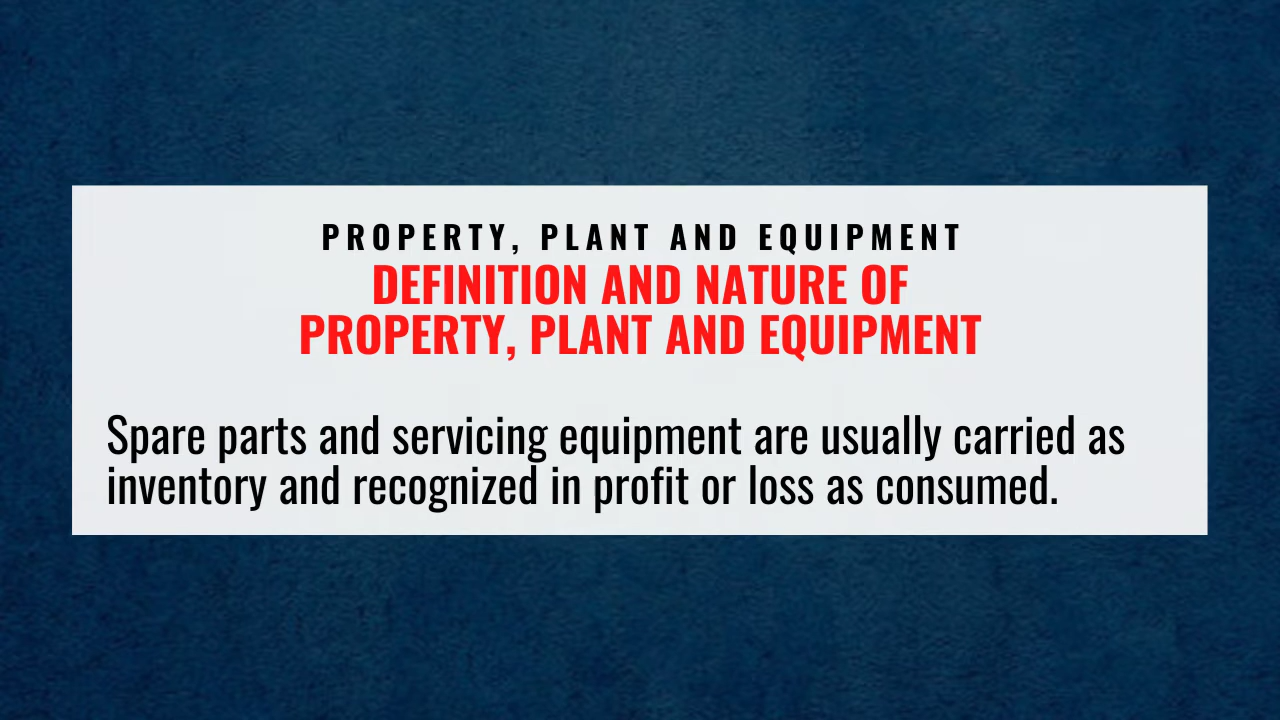 PROPERTY, PLANT AND EQUIPMENT
DEFINITION AND NATURE OF
PROPERTY, PLANT AND EQUIPMENT
Spare parts and servicing equipment are usually carried as
inventory and recognized in profit or loss as consumed.